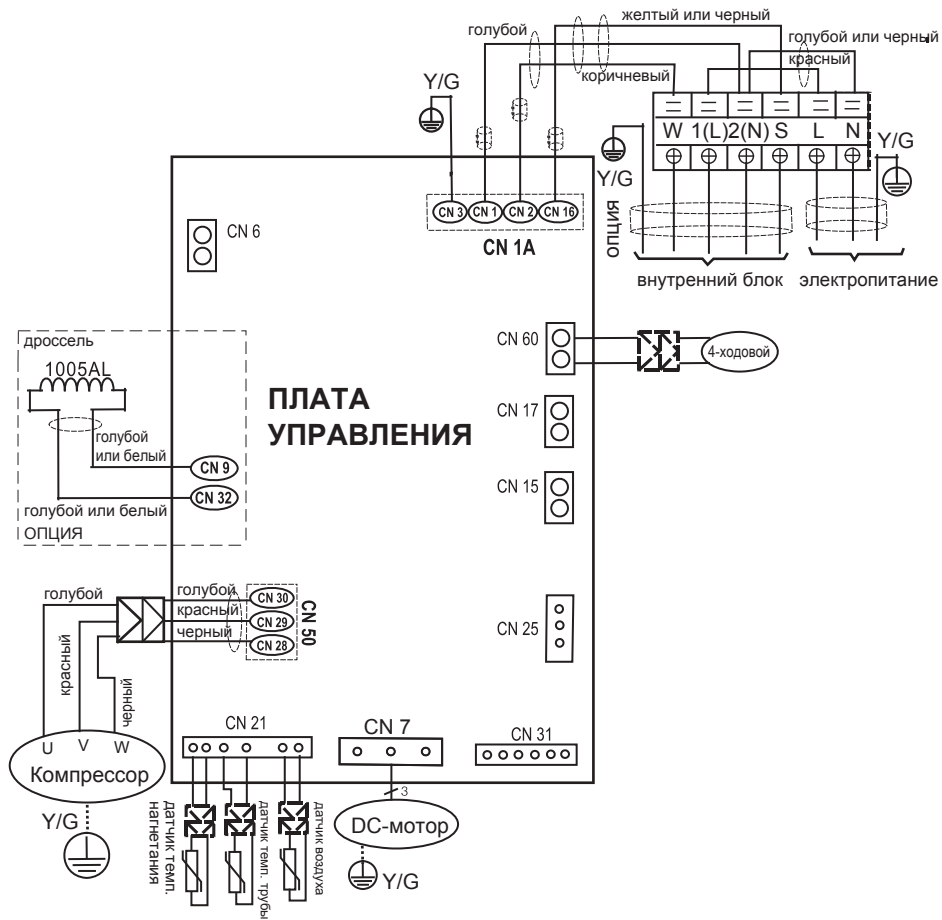 желтый или черный
голубой
голубой или черный
красный
коричневый
Y/G
W 1(L) 2(N) S L N
Y/G
Y/G
ОПЦИЯ
внутренний блок
электропитание
CN 3 CN 1 CN 2 CN 16
CN 1A
CN 6
CN 60
4-ходовой
дроссель
1005AL
ПЛАТА
УПРАВЛЕНИЯ
CN 17
голубой
или белый
CN 9
CN 32
голубой или белый
ОПЦИЯ
CN 15
голубой
голубой
CN 30
красный
CN 29
черный
CN 28
CN 50
CN 25
красный
черный
U V W
Компрессор
Y/G
CN 21
CN 7
CN 31
3
DC-мотор
Y/G
датчик темп.
нагнетания
датчик темп. трубы
датчик воздуха